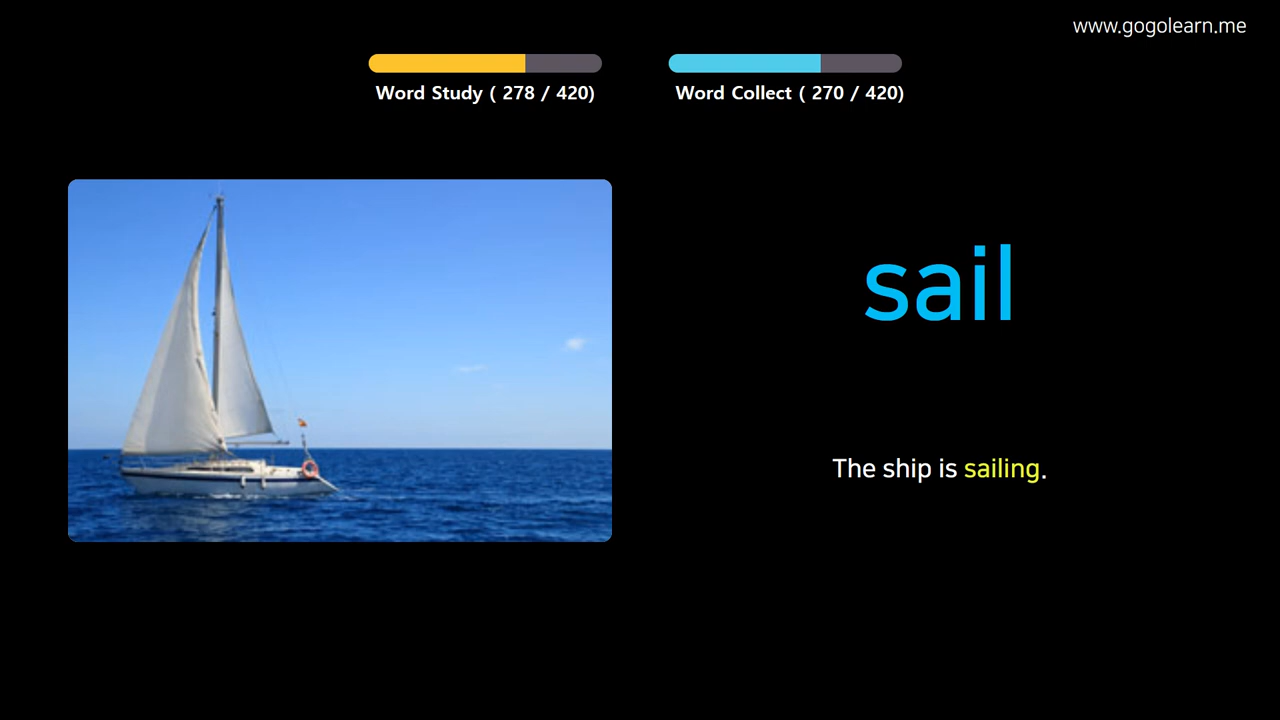 www.gogolearn.me
Word Study ( 278 / 420)
Word Collect ( 270 / 420)
sail
The ship is sailing.